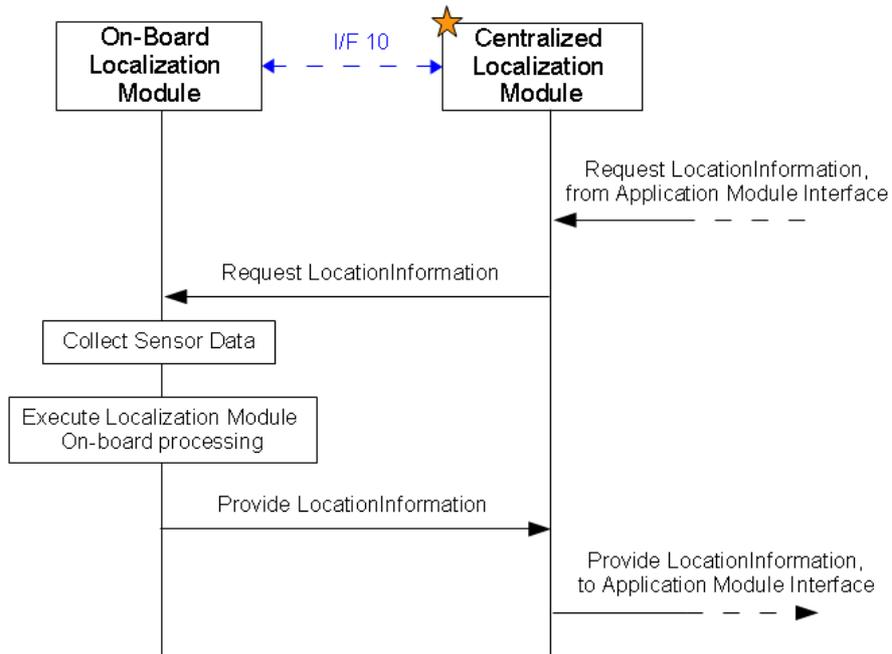 On-Board
Localization
Module
I/F 10
Centralized
Localization
Module
Request LocationInformation,
from Application Module Interface
Request LocationInformation
Collect Sensor Data
Execute Localization Module
On-board processing
Provide LocationInformation
Provide LocationInformation,
to Application Module Interface